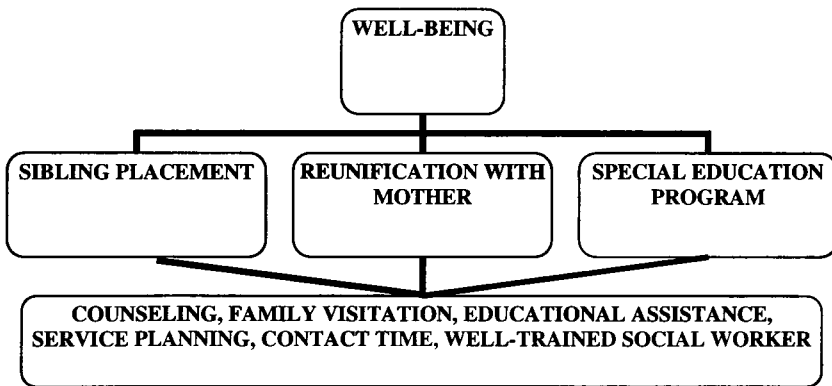 WELL-BEING
SIBLING PLACEMENT
REUNIFICATION WITH
MOTHER
SPECIAL EDUCATION
PROGRAM
COUNSELING, FAMILY VISITATION, EDUCATIONAL ASSISTANCE,
SERVICE PLANNING, CONTACT TIME, WELL-TRAINED SOCIAL WORKER